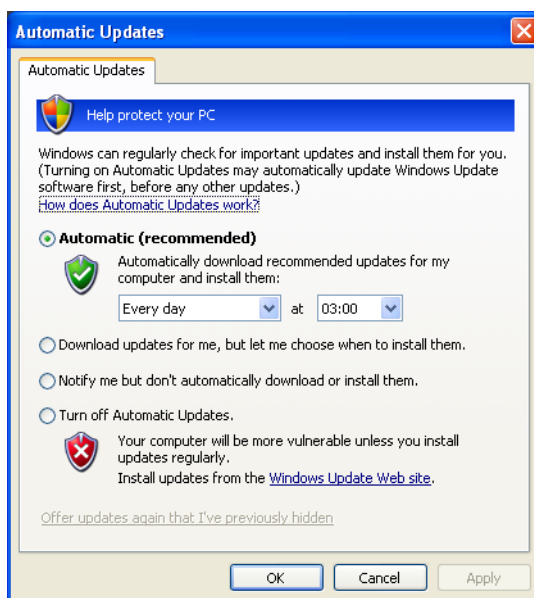 Automatic Updates
Automatic Updates
Help protect your PC
Windows can regularly check for important updates and install them for you.
(Turning on Automatic Updates may automatically update Windows Update
software first, before any other updates.)
How does Automatic Updates work?
Automatic (recommended)
Automatically download recommended updates for my
computer and install them:
Every day at 03:00
Download updates for me, but let me choose when to install them.
Notify me but don't automatically download or install them.
Turn off Automatic Updates.
Your computer will be more vulnerable unless you install
updates regularly.
Install updates from the Windows Update Web site.
Offer updates again that I've previously hidden
OK Cancel Apply